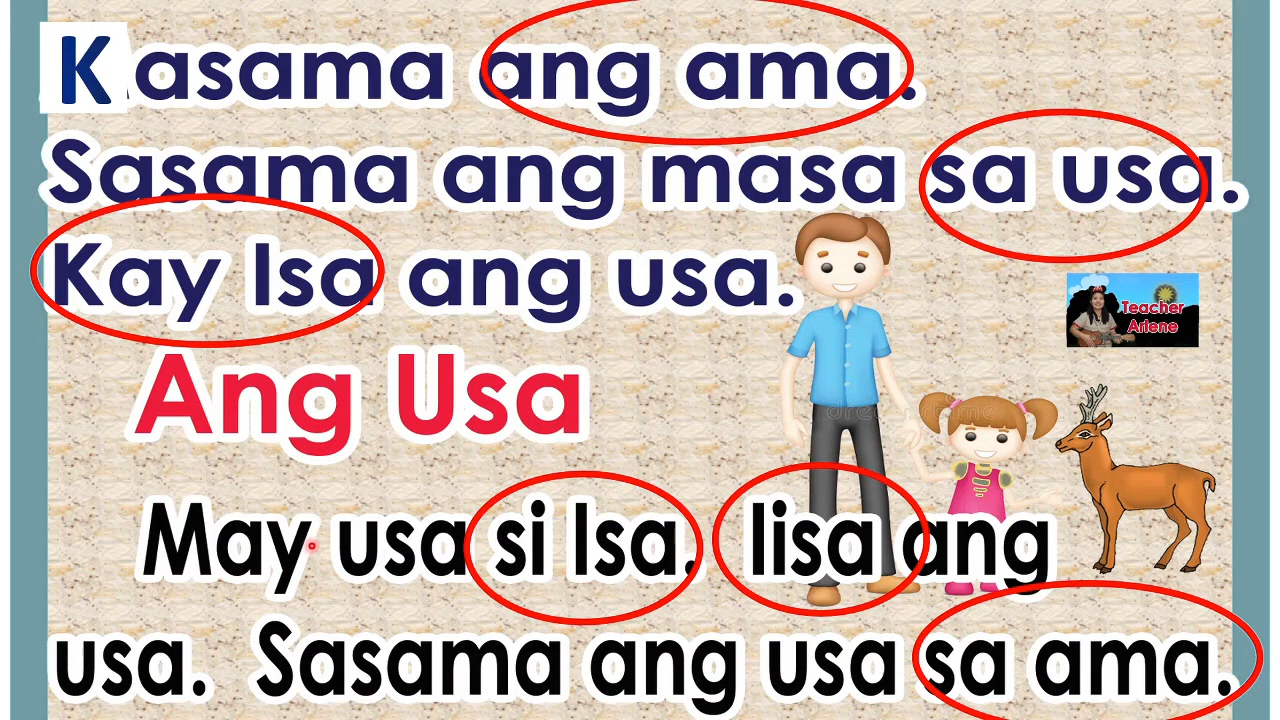 Kasama ang ama.
Sasama ang masa sa usa.
Kay Isa ang usa.
Teacher
Arlene
Ang Usa
May usa si Isa. Iisa ang
usa. Sasama ang usa sa ama.